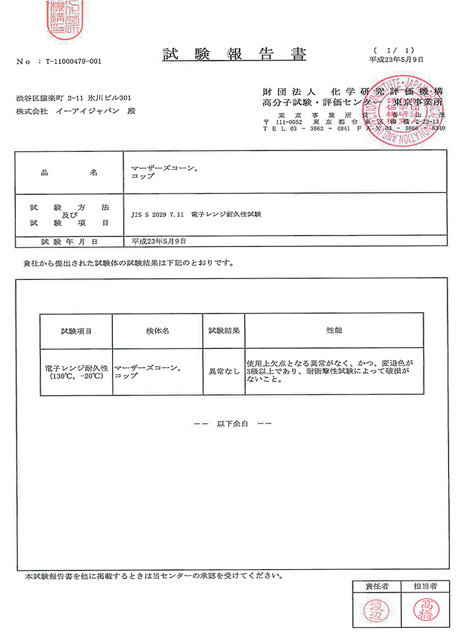 試験報告書
( 1/ 1)
No : T-11000479-001
平成23年5月9日
渋谷区猿楽町 2-11 氷川ビル301
株式会社 イーアイジャパン 殿
財団法人 化学研究評価機構
高分子試験・評価センター 東京事業所
東京事業所長
〒111-0052 東京都台東区柳橋2-22-13
TEL 03-3862-4841 FAX 03-3866-8340
品名
マーザーズコーン,
コップ
試験方法
及び
試験項目
JIS S 2029 7.11 電子レンジ耐久性試験
試験年月日
平成23年5月9日
貴社から提出された試験体の試験結果は下記のとおりです。
試験項目 検体名 試験結果 性能
電子レンジ耐久性
(130℃, -20℃)
マーザーズコーン,
コップ
異常なし
使用上欠点となる異常がなく、かつ、変退色が
3級以上であり、耐衝撃性試験によって破損が
ないこと。
-- 以下余白 --
本試験報告書を他に掲載するときは当センターの承認を受けてください。
責任者 担当者
渡辺 高橋